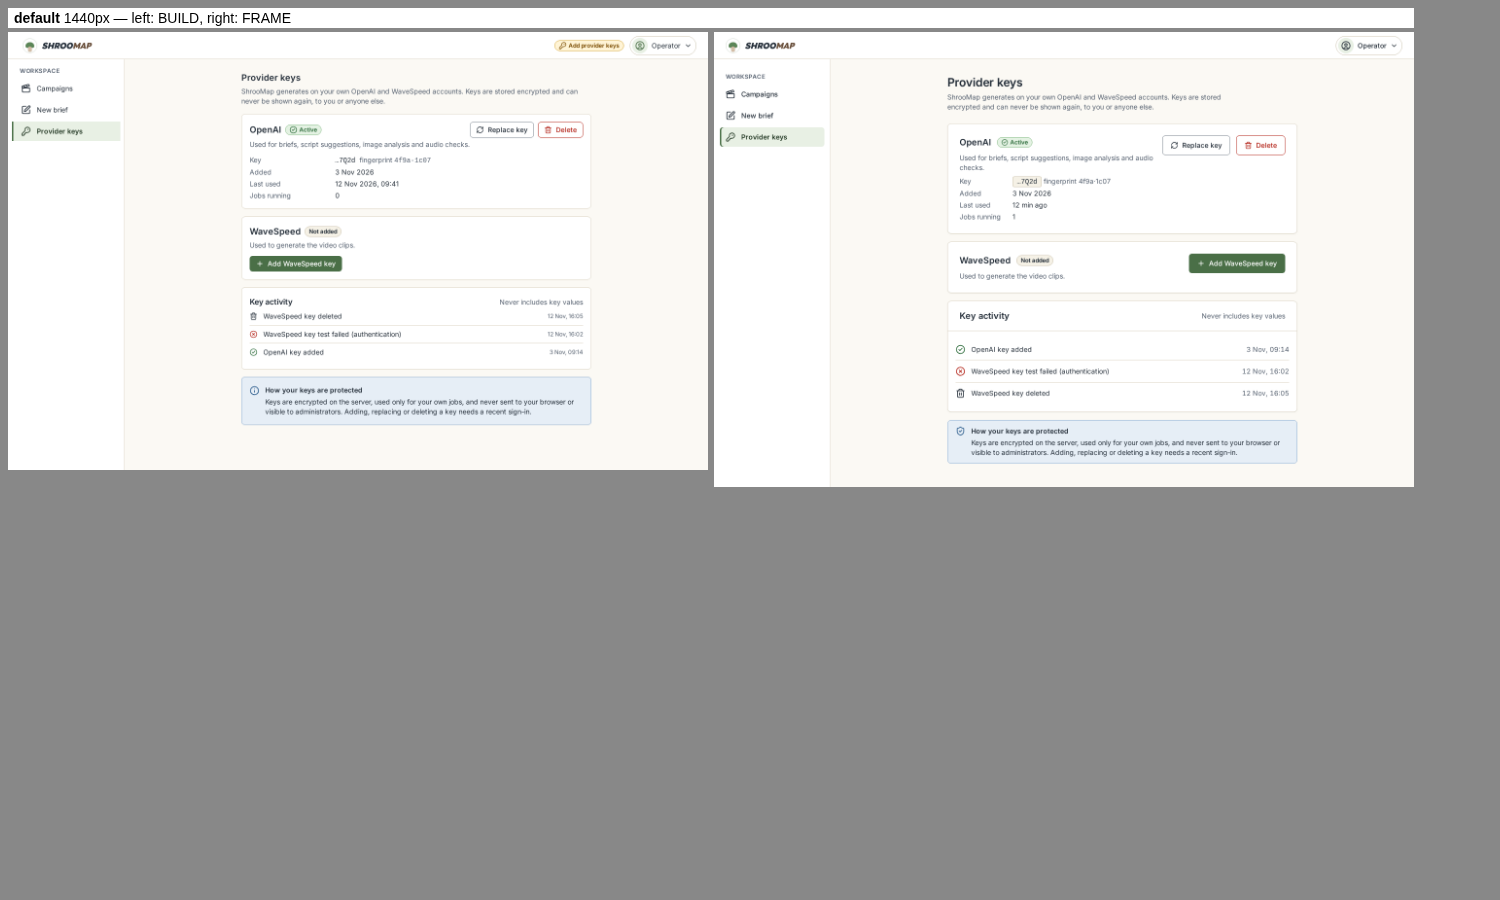 default 1440px — left: BUILD, right: FRAME
SHROOMAP
Add provider keys
Operator
WORKSPACE
Campaigns
New brief
Provider keys
Provider keys
ShrooMap generates on your own OpenAI and WaveSpeed accounts. Keys are stored encrypted and can
never be shown again, to you or anyone else.
OpenAI
Active
Replace key
Delete
Used for briefs, script suggestions, image analysis and audio checks.
Key
..7Q2d fingerprint 4f9a-1c07
Added
3 Nov 2026
Last used
12 Nov 2026, 09:41
Jobs running
0
WaveSpeed
Not added
Used to generate the video clips.
+ Add WaveSpeed key
Key activity
Never includes key values
WaveSpeed key deleted
12 Nov, 16:05
WaveSpeed key test failed (authentication)
12 Nov, 16:02
OpenAI key added
3 Nov, 09:14
How your keys are protected
Keys are encrypted on the server, used only for your own jobs, and never sent to your browser or
visible to administrators. Adding, replacing or deleting a key needs a recent sign-in.
SHROOMAP
Operator
WORKSPACE
Campaigns
New brief
Provider keys
Provider keys
ShrooMap generates on your own OpenAI and WaveSpeed accounts. Keys are stored
encrypted and can never be shown again, to you or anyone else.
OpenAI
Active
Replace key
Delete
Used for briefs, script suggestions, image analysis and audio
checks.
Key
..7Q2d fingerprint 4f9a-1c07
Added
3 Nov 2026
Last used
12 min ago
Jobs running
1
WaveSpeed
Not added
+ Add WaveSpeed key
Used to generate the video clips.
Key activity
Never includes key values
OpenAI key added
3 Nov, 09:14
WaveSpeed key test failed (authentication)
12 Nov, 16:02
WaveSpeed key deleted
12 Nov, 16:05
How your keys are protected
Keys are encrypted on the server, used only for your own jobs, and never sent to your browser or
visible to administrators. Adding, replacing or deleting a key needs a recent sign-in.